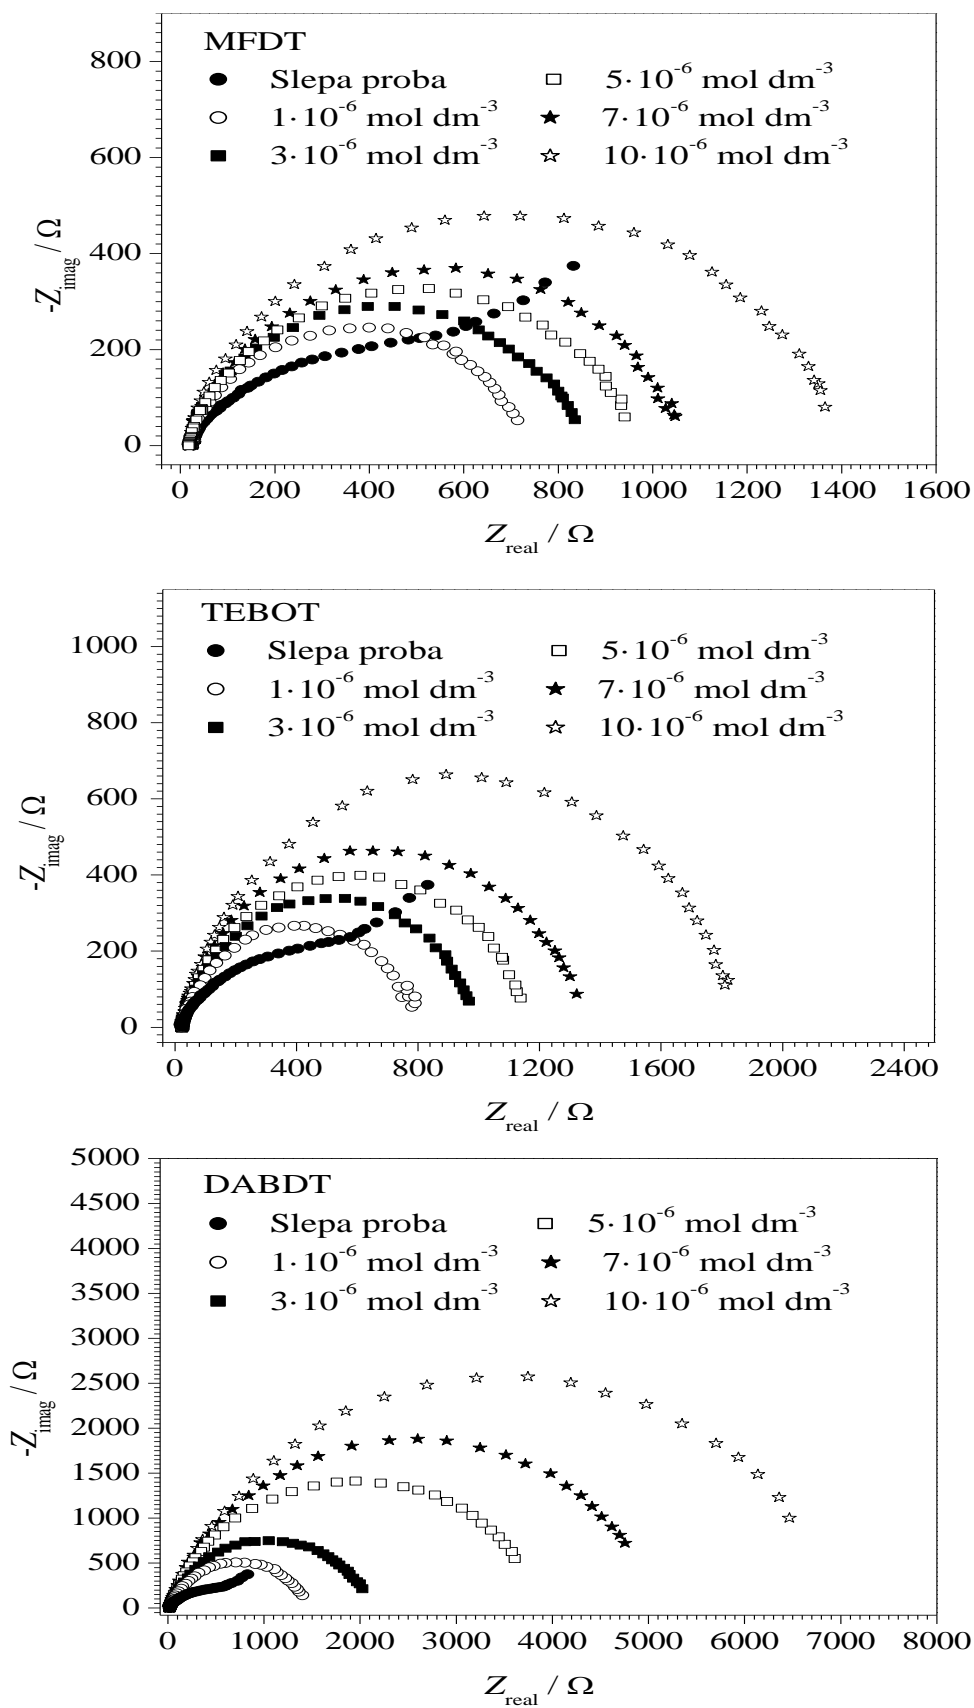 MFDT
Slepa proba
5·10⁻⁶ mol dm⁻³
1·10⁻⁶ mol dm⁻³
7·10⁻⁶ mol dm⁻³
3·10⁻⁶ mol dm⁻³
10·10⁻⁶ mol dm⁻³
800
600
400
200
0
-Z_imag / Ω
0 200 400 600 800 1000 1200 1400 1600
Z_real / Ω
TEBOT
Slepa proba
5·10⁻⁶ mol dm⁻³
1·10⁻⁶ mol dm⁻³
7·10⁻⁶ mol dm⁻³
3·10⁻⁶ mol dm⁻³
10·10⁻⁶ mol dm⁻³
1000
800
600
400
200
0
-Z_imag / Ω
0 400 800 1200 1600 2000 2400
Z_real / Ω
DABDT
Slepa proba
5·10⁻⁶ mol dm⁻³
1·10⁻⁶ mol dm⁻³
7·10⁻⁶ mol dm⁻³
3·10⁻⁶ mol dm⁻³
10·10⁻⁶ mol dm⁻³
5000
4500
4000
3500
3000
2500
2000
1500
1000
500
0
-Z_imag / Ω
0 1000 2000 3000 4000 5000 6000 7000 8000
Z_real / Ω